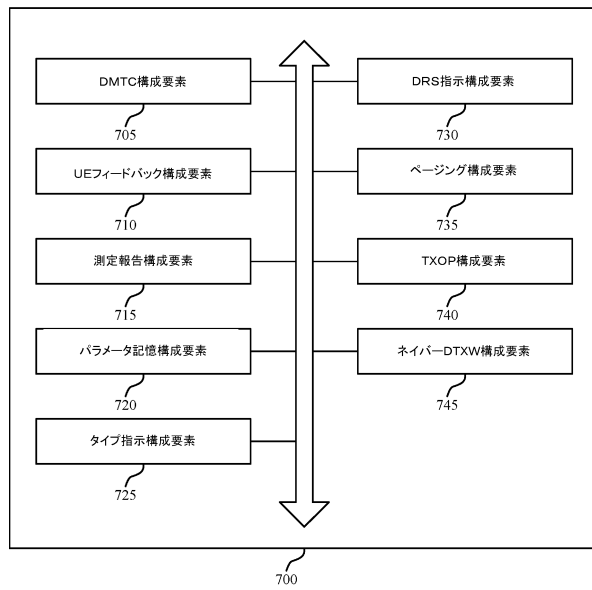 DMTC構成要素
705
UEフィードバック構成要素
710
測定報告構成要素
715
パラメータ記憶構成要素
720
タイプ指示構成要素
725
DRS指示構成要素
730
ページング構成要素
735
TXOP構成要素
740
ネイバーDTXW構成要素
745
700